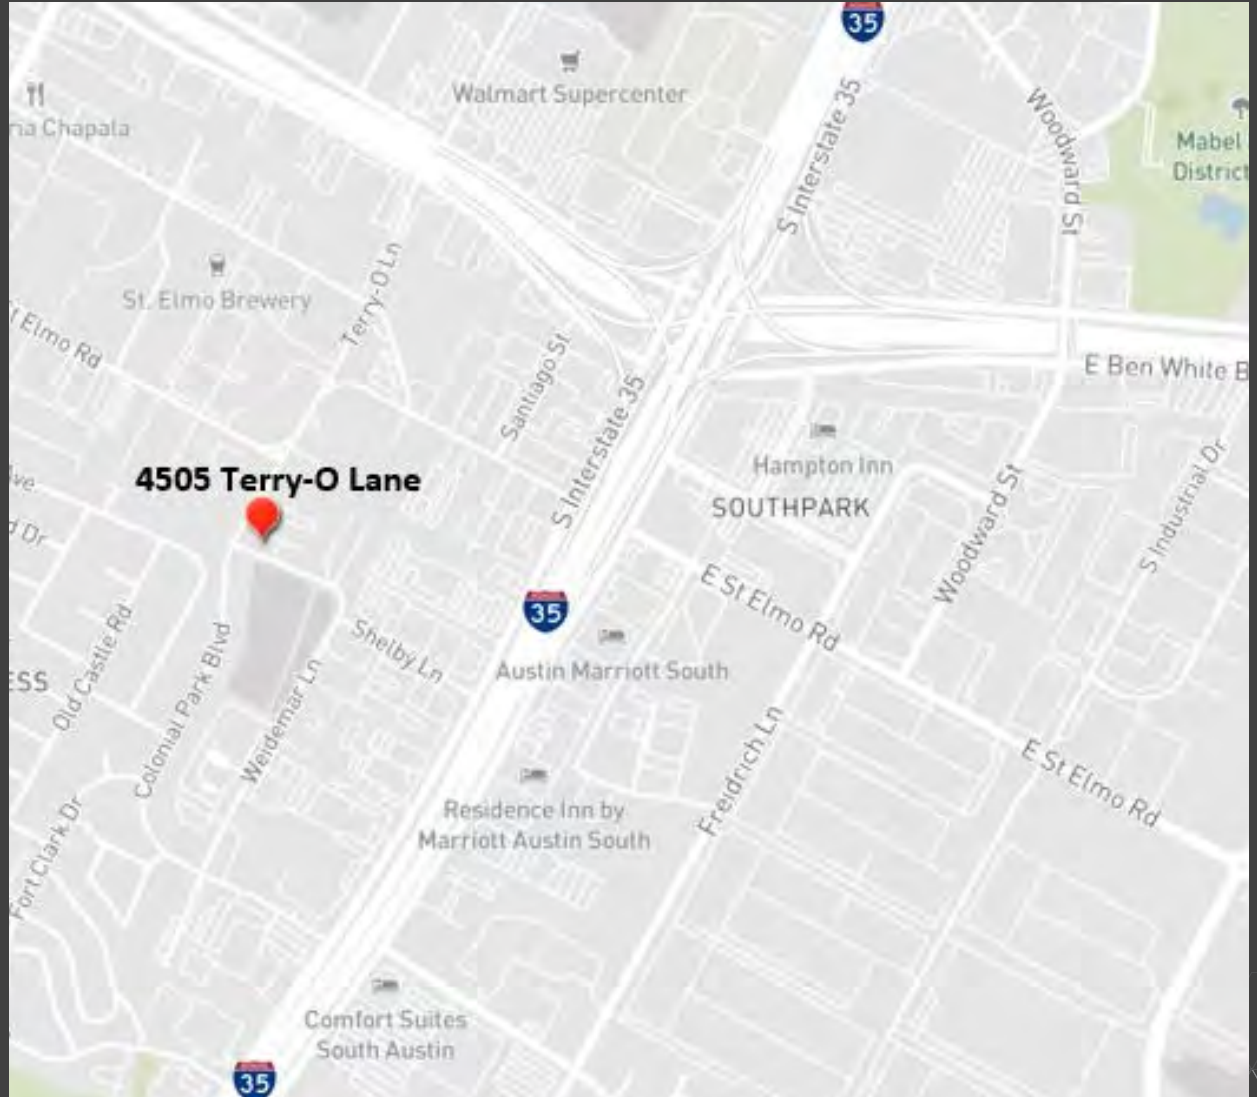 35
Walmart Supercenter
na Chapala
S Interstate 35
Woodward St
Mabel
District
St. Elmo Brewery
Terry-O Ln
t Elmo Rd
Santiago St
S Interstate 35
E Ben White B
Hampton Inn
SOUTHPARK
4505 Terry-O Lane
ve
d Dr
Woodward St
S Industrial Dr
35
E St Elmo Rd
Shelby Ln
Austin Marriott South
ESS
Old Castle Rd
Colonial Park Blvd
Weidemar Ln
Freidrich Ln
E St Elmo Rd
Residence Inn by
Marriott Austin South
Fort Clark Dr
Comfort Suites
South Austin
35